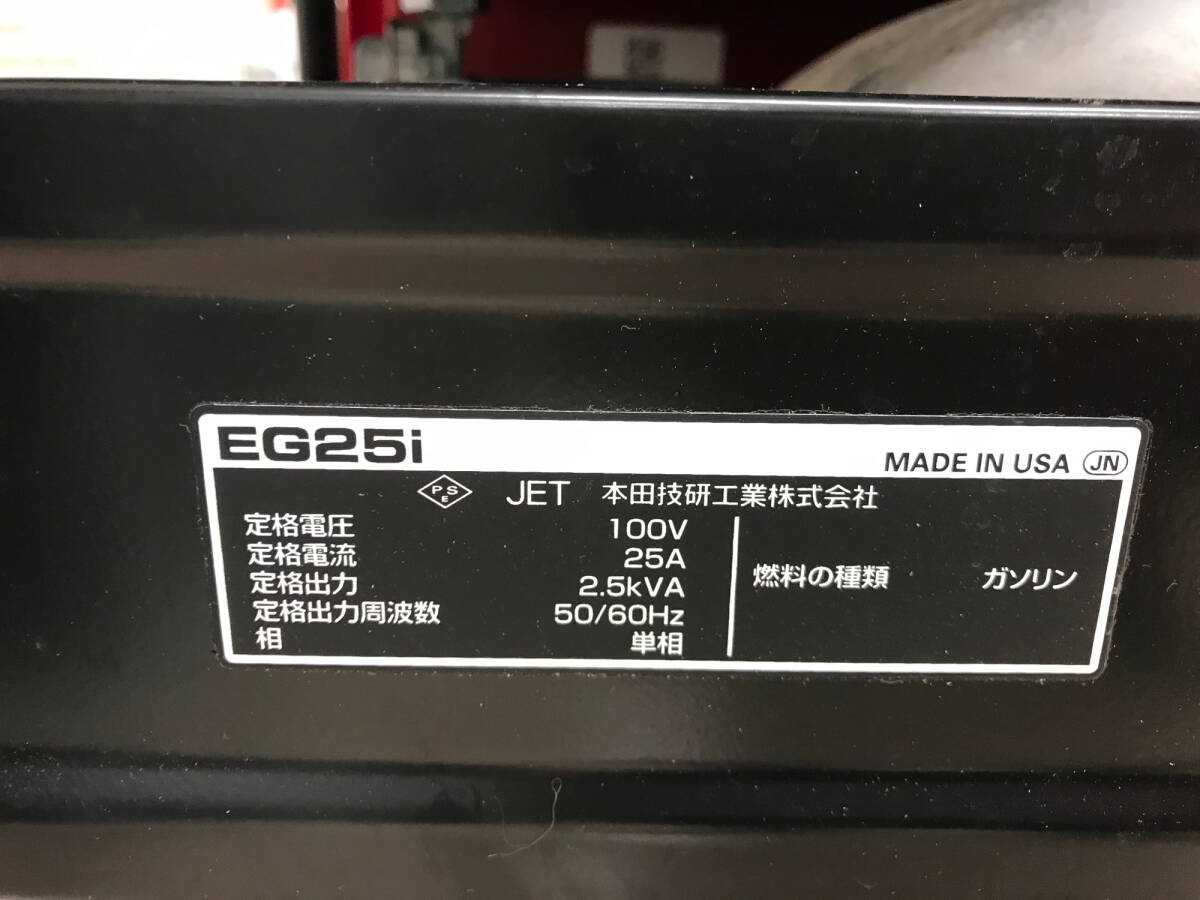 EG25i
MADE IN USA JN
PSE JET 本田技研工業株式会社
定格電圧 100V
定格電流 25A
定格出力 2.5kVA
定格出力周波数 50/60Hz
相 単相
燃料の種類 ガソリン